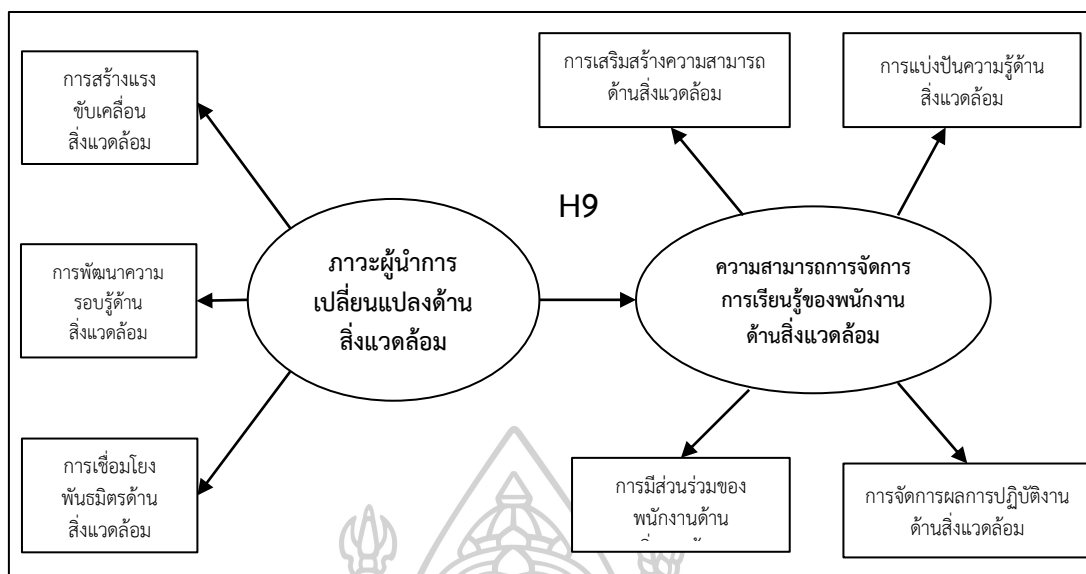 การสร้างแรง
ขับเคลื่อน
สิ่งแวดล้อม
การเสริมสร้างความสามารถ
ด้านสิ่งแวดล้อม
การแบ่งปันความรู้ด้าน
สิ่งแวดล้อม
H9
การพัฒนาความ
รอบรู้ด้าน
สิ่งแวดล้อม
ภาวะผู้นำการ
เปลี่ยนแปลงด้าน
สิ่งแวดล้อม
ความสามารถการจัดการ
การเรียนรู้ของพนักงาน
ด้านสิ่งแวดล้อม
การเชื่อมโยง
พันธมิตรด้าน
สิ่งแวดล้อม
การมีส่วนร่วมของ
พนักงานด้าน
การจัดการผลการปฏิบัติงาน
ด้านสิ่งแวดล้อม